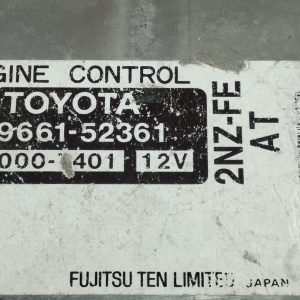 GINE CONTROL
TOYOTA
9661-52361
000-1401 12V
2NZ-FE
AT
FUJITSU TEN LIMITED JAPAN